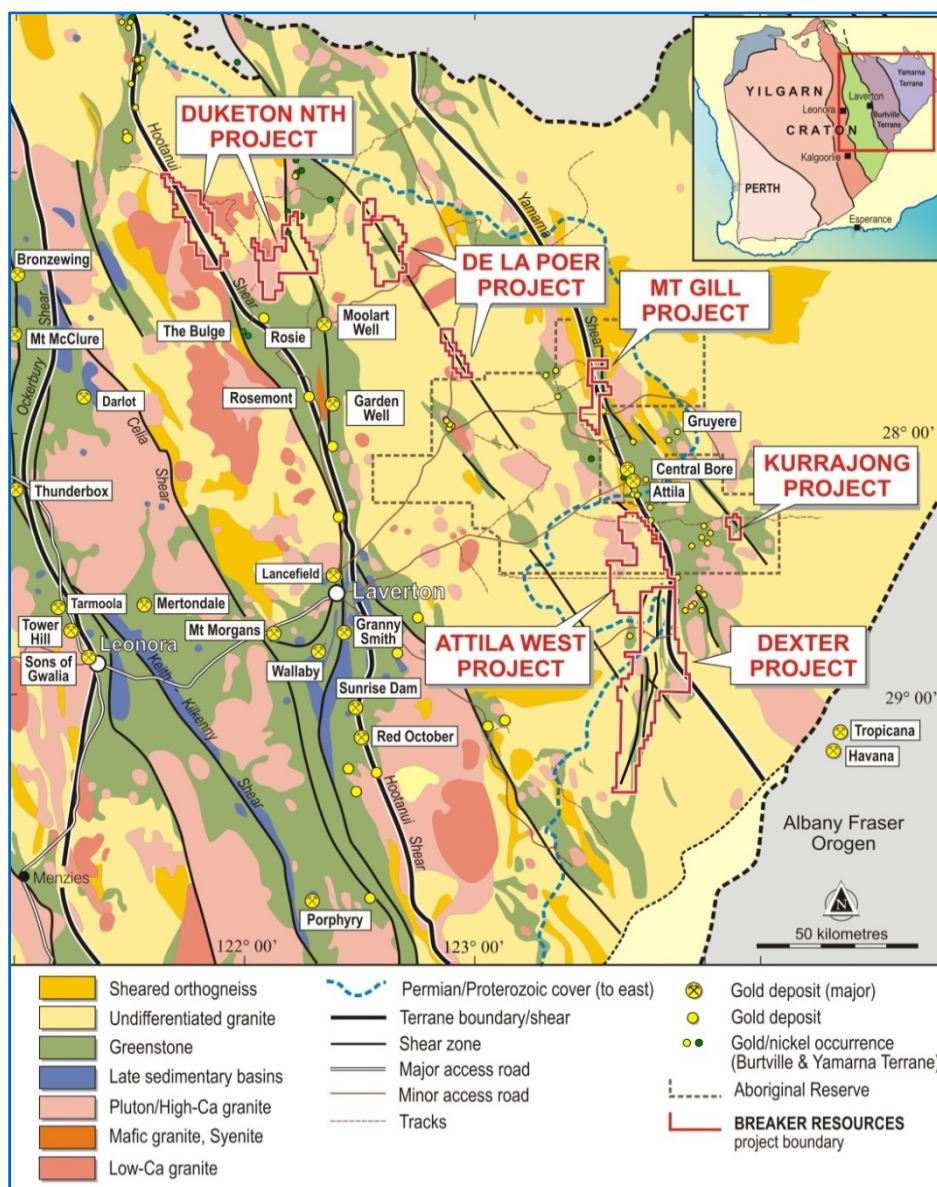 YILGARN
CRATON
Yamarna
Terrane
Laverton
Leonora
Burtville
Terrane
Kalgoorlie
PERTH
Esperance
DUKETON NTH
PROJECT
Hootanui
Shear
Yamarna
Shear
DE LA POER
PROJECT
MT GILL
PROJECT
Bronzewing
Mt McClure
Ockerbury
Shear
Darlot
Celia
Shear
The Bulge
Rosie
Moolart
Well
Rosemont
Garden
Well
Gruyere
28° 00'
Central Bore
Attila
KURRAJONG
PROJECT
Thunderbox
Lancefield
Laverton
Tarmoola
Mertondale
Tower
Hill
Leonora
Mt Morgans
Granny
Smith
Sons of
Gwalia
Wallaby
ATTILA WEST
PROJECT
DEXTER
PROJECT
Keith - Kilkenny
Shear
Sunrise Dam
Red October
29° 00'
Tropicana
Havana
Hootanui
Shear
Albany Fraser
Orogen
Menzies
Porphyry
N
50 kilometres
122° 00'
123° 00'
Sheared orthogneiss
Undifferentiated granite
Greenstone
Late sedimentary basins
Pluton/High-Ca granite
Mafic granite, Syenite
Low-Ca granite
Permian/Proterozoic cover (to east)
Terrane boundary/shear
Shear zone
Major access road
Minor access road
Tracks
Gold deposit (major)
Gold deposit
Gold/nickel occurrence
(Burtville & Yamarna Terrane)
Aboriginal Reserve
BREAKER RESOURCES
project boundary